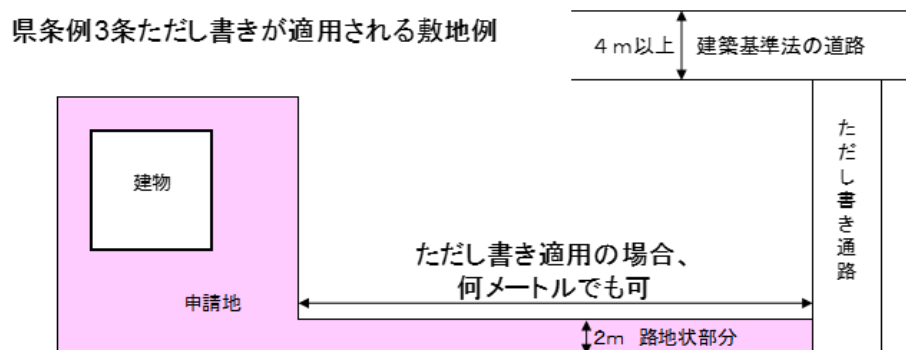 県条例3条ただし書きが適用される敷地例
4m以上
建築基準法の道路
ただし書き通路
建物
ただし書き適用の場合、
何メートルでも可
申請地
2m 路地状部分